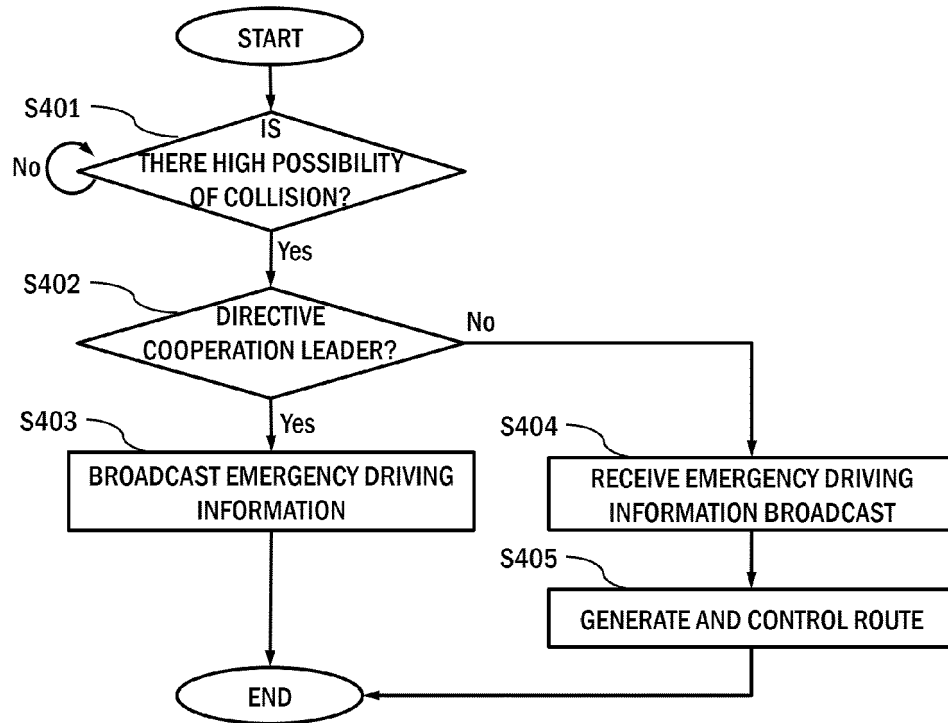 START
S401
IS
THERE HIGH POSSIBILITY
OF COLLISION?
No
Yes
S402
DIRECTIVE
COOPERATION LEADER?
No
Yes
S403
BROADCAST EMERGENCY DRIVING
INFORMATION
S404
RECEIVE EMERGENCY DRIVING
INFORMATION BROADCAST
S405
GENERATE AND CONTROL ROUTE
END